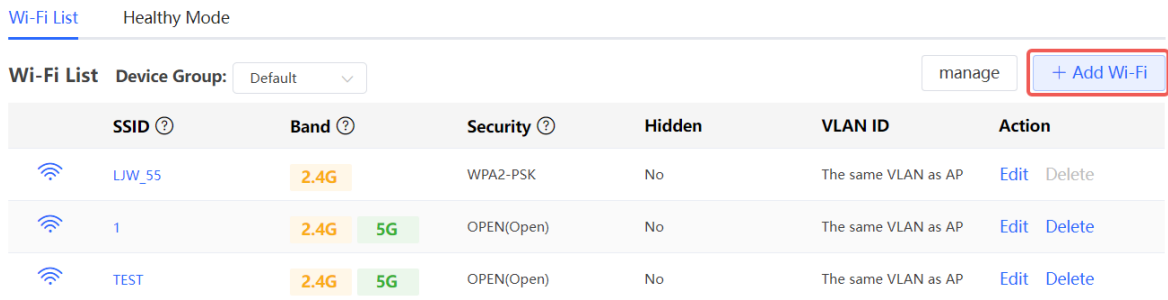 Wi-Fi List Healthy Mode
Wi-Fi List Device Group: Default manage + Add Wi-Fi
SSID ? Band ? Security ? Hidden VLAN ID Action
LJW_55 2.4G WPA2-PSK No The same VLAN as AP Edit Delete
1 2.4G 5G OPEN(Open) No The same VLAN as AP Edit Delete
TEST 2.4G 5G OPEN(Open) No The same VLAN as AP Edit Delete